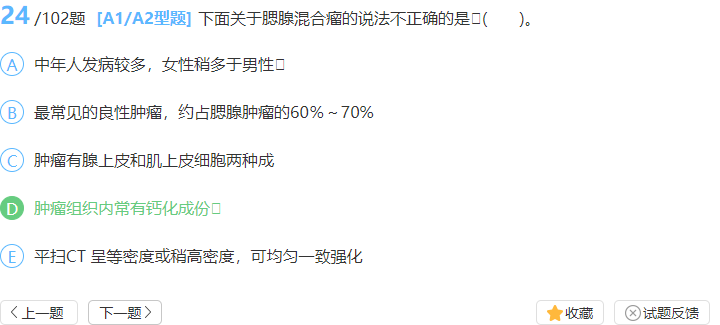 24/102题 [A1/A2型题] 下面关于腮腺混合瘤的说法不正确的是▯( )。
A 中年人发病较多，女性稍多于男性▯
B 最常见的良性肿瘤，约占腮腺肿瘤的60%～70%
C 肿瘤有腺上皮和肌上皮细胞两种成
D 肿瘤组织内常有钙化成份▯
E 平扫CT 呈等密度或稍高密度，可均匀一致强化
上一题 下一题 收藏 试题反馈